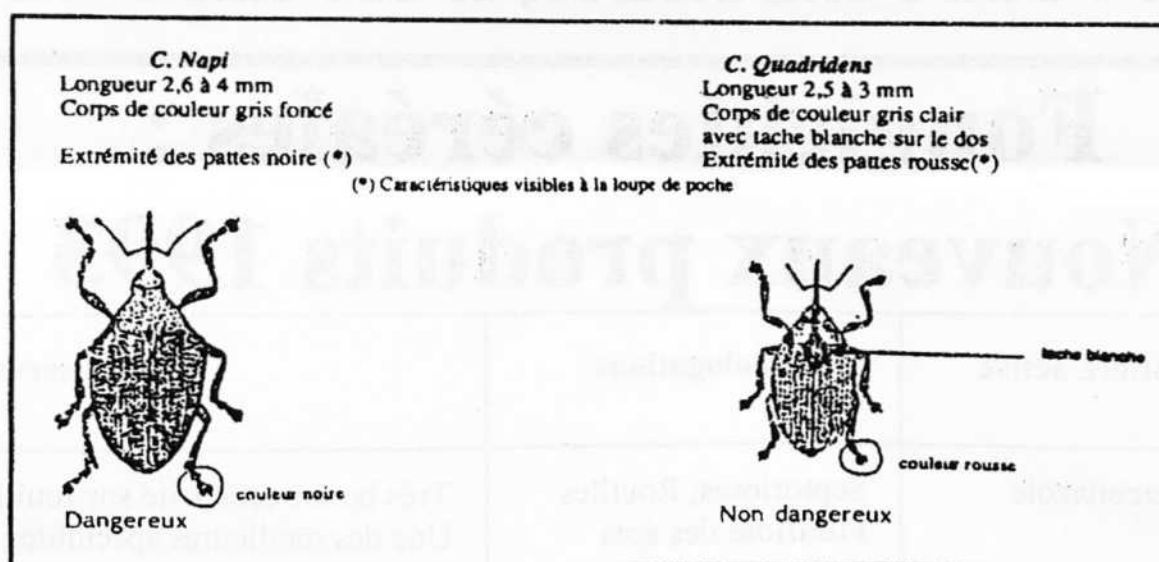 C. Napi
Longueur 2,6 à 4 mm
Corps de couleur gris foncé
Extrémité des pattes noire (*)
C. Quadridens
Longueur 2,5 à 3 mm
Corps de couleur gris clair
avec tache blanche sur le dos
Extrémité des pattes rousse(*)
(*) Caractéristiques visibles à la loupe de poche
couleur noire
Dangereux
tache blanche
couleur rousse
Non dangereux